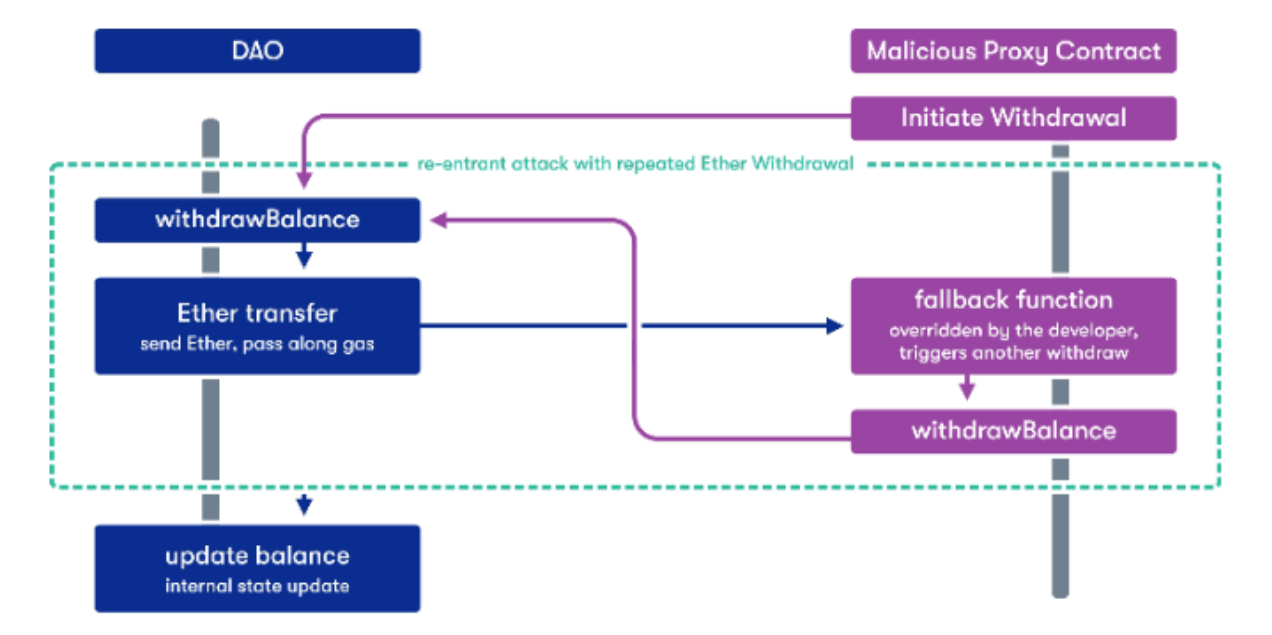 DAO
Malicious Proxy Contract
Initiate Withdrawal
re-entrant attack with repeated Ether Withdrawal
withdrawBalance
Ether transfer
send Ether, pass along gas
fallback function
overridden by the developer,
triggers another withdraw
withdrawBalance
update balance
internal state update